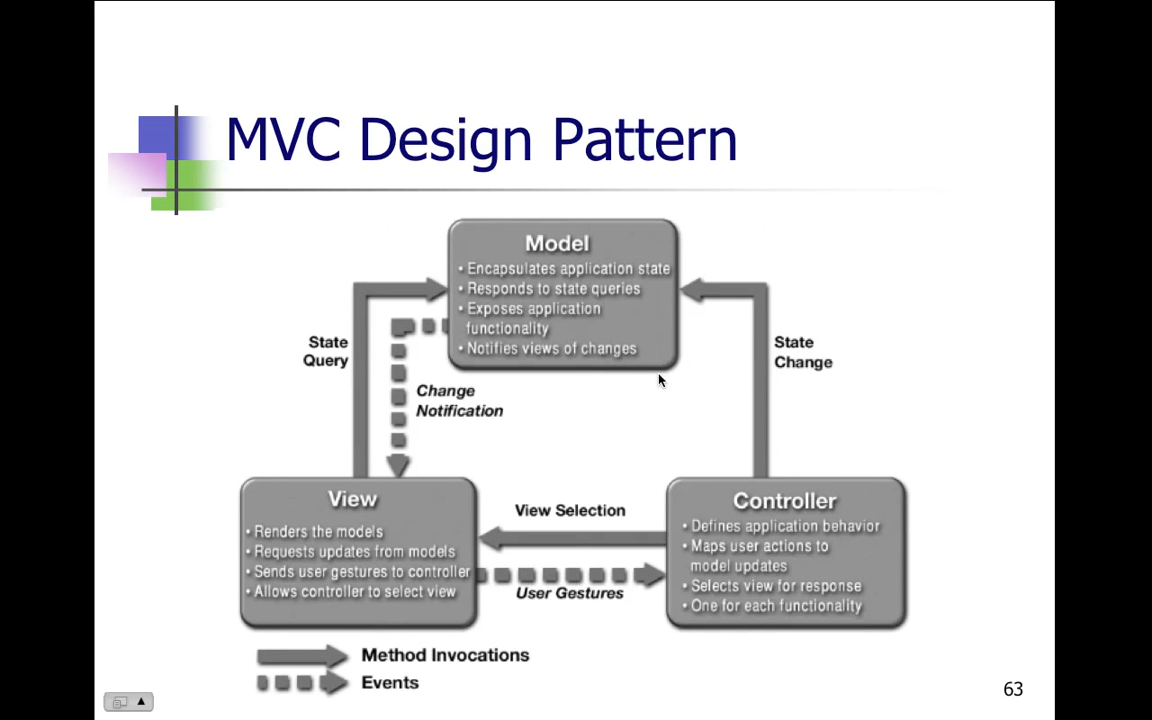 MVC Design Pattern
Model
• Encapsulates application state
• Responds to state queries
• Exposes application
functionality
• Notifies views of changes
State
Query
State
Change
Change
Notification
View
• Renders the models
• Requests updates from models
• Sends user gestures to controller
• Allows controller to select view
View Selection
User Gestures
Controller
• Defines application behavior
• Maps user actions to
model updates
• Selects view for response
• One for each functionality
Method Invocations
Events
63